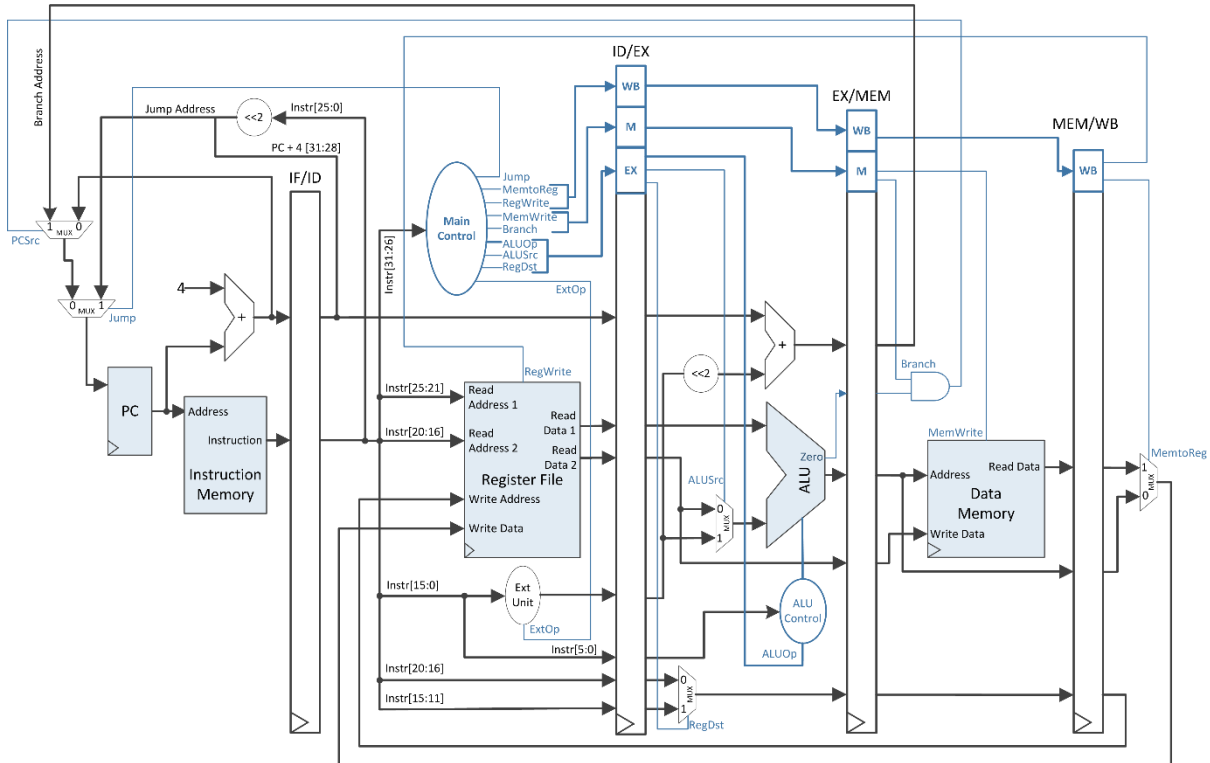 ID/EX
EX/MEM
MEM/WB
IF/ID
Branch Address
Jump Address
<<2
Instr[25:0]
PC + 4 [31:28]
WB
M
EX
WB
M
WB
Jump
MemtoReg
RegWrite
MemWrite
Branch
ALUOp
ALUSrc
RegDst
ExtOp
Main
Control
Instr[31:26]
1 MUX 0
PCSrc
0 MUX 1
Jump
4
+
PC
Address
Instruction
Instruction
Memory
RegWrite
Instr[25:21]
Read
Address 1
Instr[20:16]
Read
Address 2
Read
Data 1
Read
Data 2
Register File
Write Address
Write Data
Instr[15:0]
Ext
Unit
ExtOp
Instr[5:0]
Instr[20:16]
Instr[15:11]
+
<<2
ALU
Zero
ALUSrc
0
MUX
1
ALU
Control
ALUOp
0
MUX
1
RegDst
Branch
MemWrite
Address
Read Data
Data
Memory
Write Data
MemtoReg
1
MUX
0